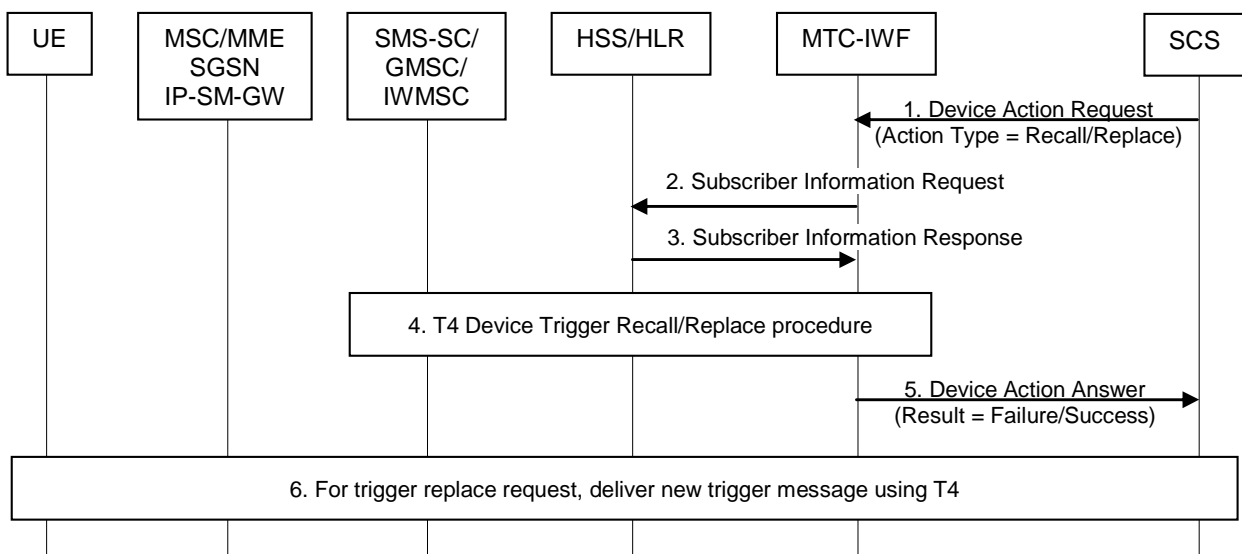 UE
MSC/MME
SGSN
IP-SM-GW
SMS-SC/
GMSC/
IWMSC
HSS/HLR
MTC-IWF
SCS
1. Device Action Request
(Action Type = Recall/Replace)
2. Subscriber Information Request
3. Subscriber Information Response
4. T4 Device Trigger Recall/Replace procedure
5. Device Action Answer
(Result = Failure/Success)
6. For trigger replace request, deliver new trigger message using T4